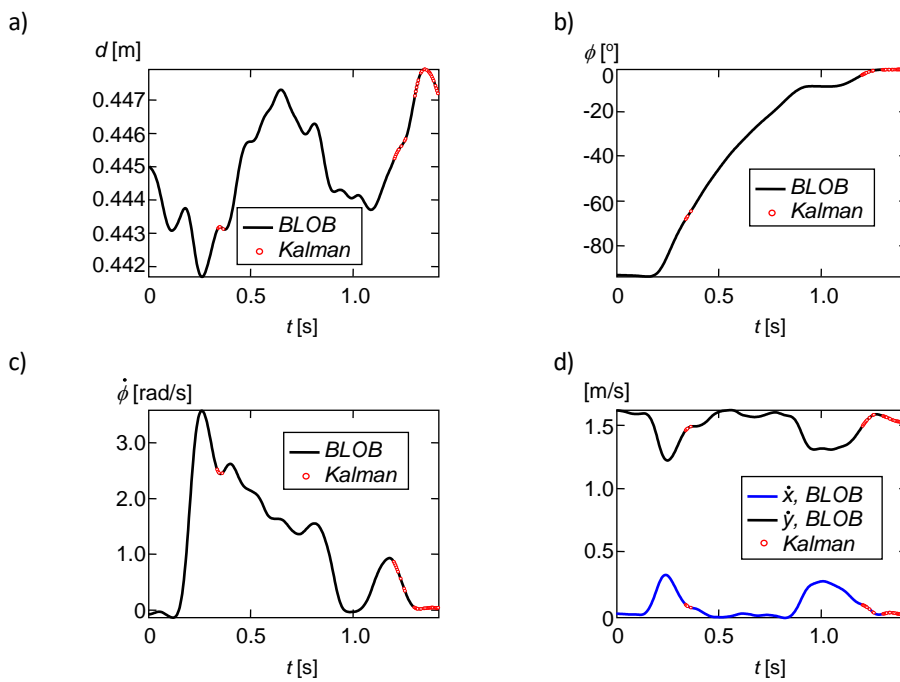 a)
d [m]
0.447
0.446
0.445
0.444
0.443
0.442
BLOB
Kalman
0
0.5
1.0
t [s]
b)
ϕ [°]
0
-20
-40
-60
-80
BLOB
Kalman
0
0.5
1.0
t [s]
c)
ϕ̇ [rad/s]
3.0
2.0
1.0
0
BLOB
Kalman
0
0.5
1.0
t [s]
d)
[m/s]
1.5
1.0
0.5
0
ẋ, BLOB
ẏ, BLOB
Kalman
0
0.5
1.0
t [s]